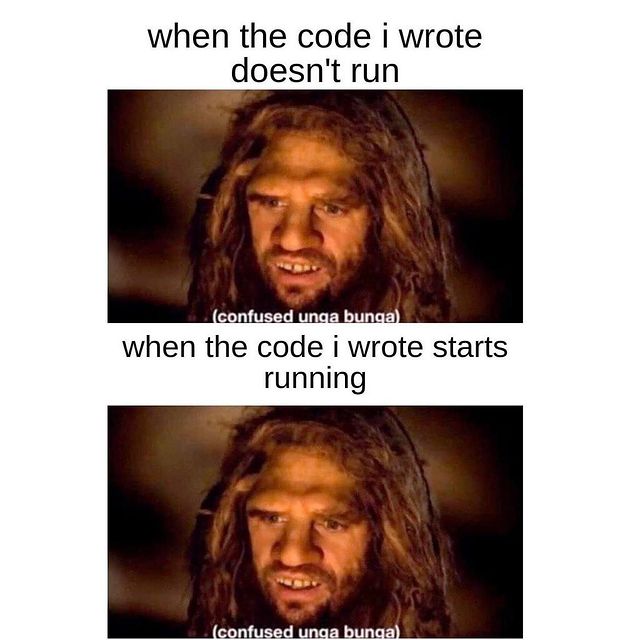 when the code i wrote
doesn't run
(confused unga bunga)
when the code i wrote starts
running
(confused unga bunga)